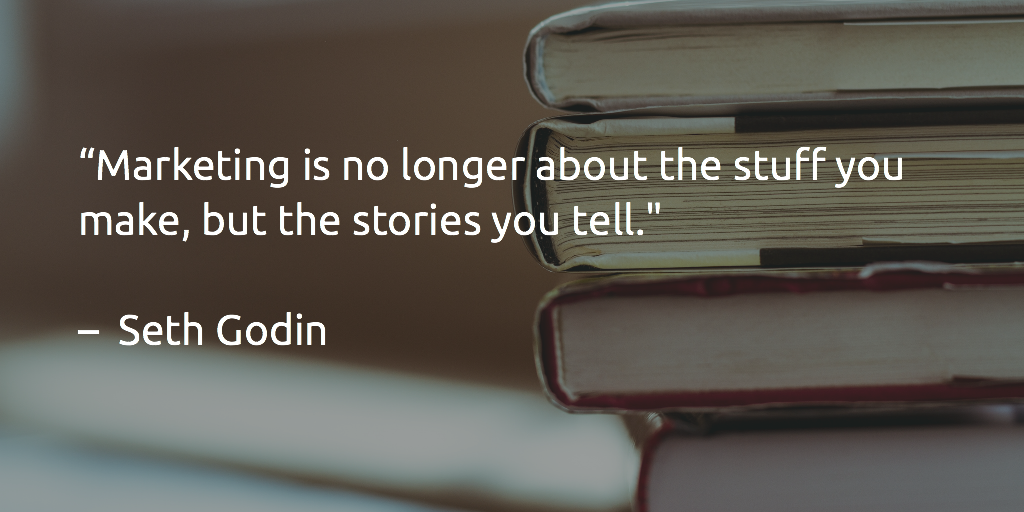 “Marketing is no longer about the stuff you
make, but the stories you tell."
– Seth Godin